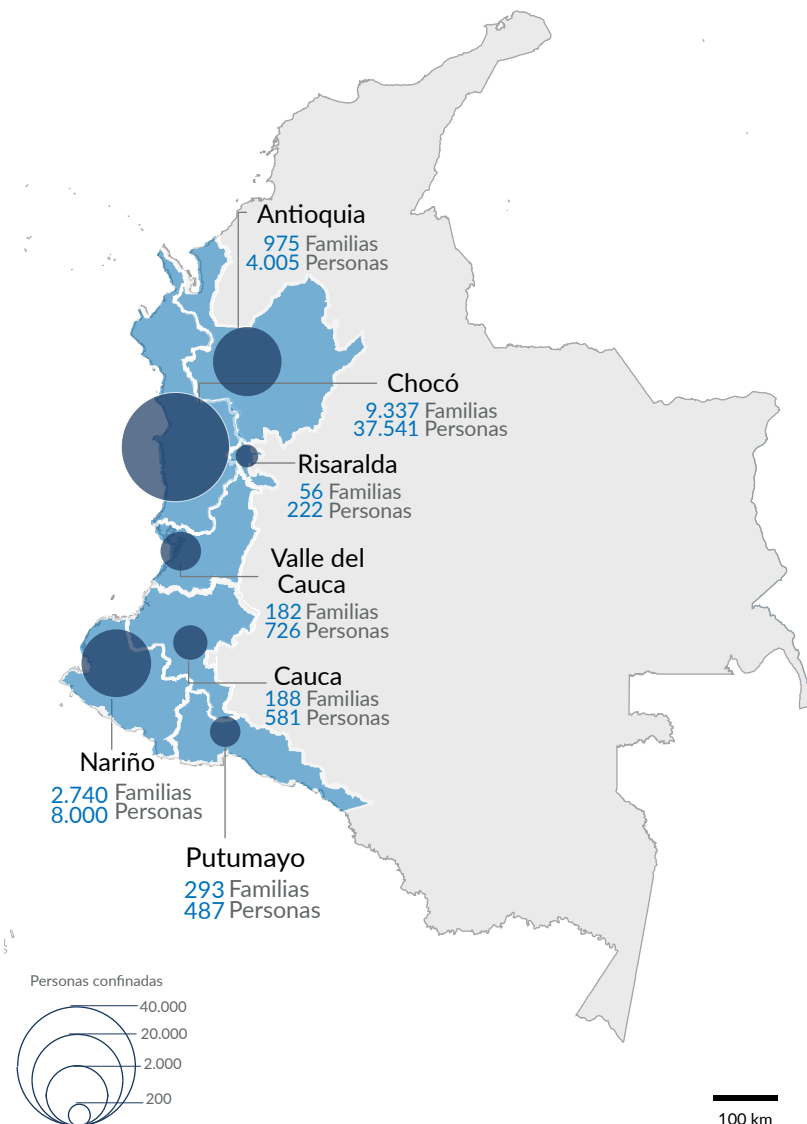 Antioquia
975 Familias
4.005 Personas
Chocó
9.337 Familias
37.541 Personas
Risaralda
56 Familias
222 Personas
Valle del
Cauca
182 Familias
726 Personas
Cauca
188 Familias
581 Personas
Nariño
2.740 Familias
8.000 Personas
Putumayo
293 Familias
487 Personas
Personas confinadas
40.000
20.000
2.000
200
100 km